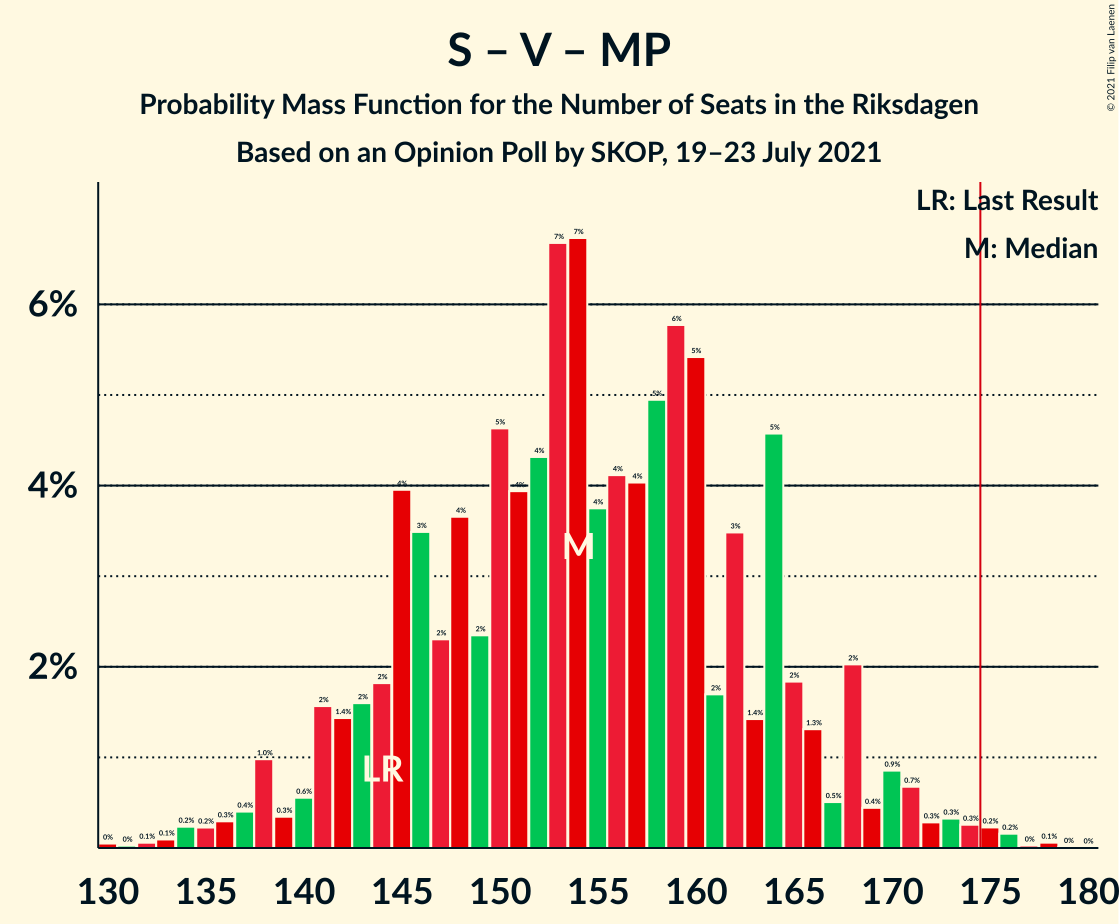 S – V – MP
Probability Mass Function for the Number of Seats in the Riksdagen
Based on an Opinion Poll by SKOP, 19–23 July 2021
© 2021 Filip van Laenen
LR: Last Result
M: Median
6%
4%
2%
0% 0% 0.1% 0.1% 0.2% 0.2% 0.3% 0.4% 1.0% 0.3% 0.6% 2% 1.4% 2% 2% 4% 3% 2% 4% 2% 5% 4% 4% 7% 7% 4% 4% 4% 5% 6% 5% 2% 3% 1.4% 5% 2% 1.3% 0.5% 2% 0.4% 0.9% 0.7% 0.3% 0.3% 0.3% 0.2% 0.2% 0% 0.1% 0% 0%
M
LR
130 135 140 145 150 155 160 165 170 175 180